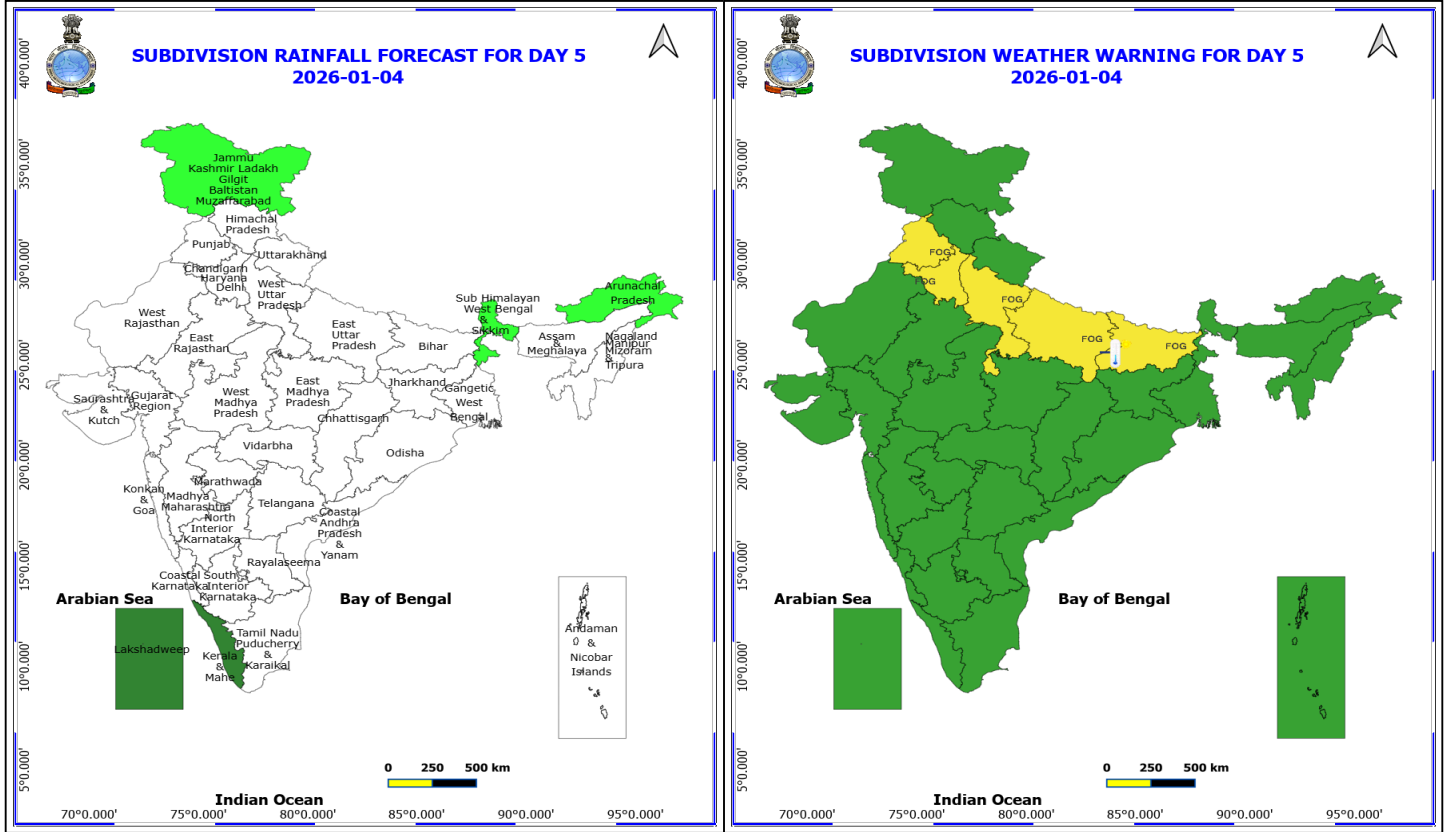 SUBDIVISION RAINFALL FORECAST FOR DAY 5
2026-01-04
40°0.000'
35°0.000'
30°0.000'
25°0.000'
20°0.000'
15°0.000'
10°0.000'
5°0.000'
Jammu
Kashmir Ladakh
Gilgit
Baltistan
Muzaffarabad
Himachal
Pradesh
Punjab
Uttarakhand
Chandigarh
Haryana
Delhi
West
Uttar
Pradesh
Arunachal
Pradesh
Sub Himalayan
West Bengal
&
Sikkim
West
Rajasthan
East
Rajasthan
East
Uttar
Pradesh
Bihar
Assam
&
Meghalaya
Nagaland
Manipur
Mizoram
&
Tripura
Saurashtra
&
Kutch
Gujarat
Region
West
Madhya
Pradesh
East
Madhya
Pradesh
Jharkhand
Gangetic
West
Bengal
Chhattisgarh
Vidarbha
Odisha
Konkan
&
Goa
Madhya
Maharashtra
Marathwada
Telangana
North
Interior
Karnataka
Coastal
Andhra
Pradesh
&
Yanam
Rayalaseema
Coastal
Karnataka
South
Interior
Karnataka
Arabian Sea
Bay of Bengal
Lakshadweep
Kerala
&
Mahe
Tamil Nadu
Puducherry
&
Karaikal
Andaman
&
Nicobar
Islands
0 250 500 km
Indian Ocean
70°0.000' 75°0.000' 80°0.000' 85°0.000' 90°0.000' 95°0.000'
SUBDIVISION WEATHER WARNING FOR DAY 5
2026-01-04
40°0.000'
35°0.000'
30°0.000'
25°0.000'
20°0.000'
15°0.000'
10°0.000'
5°0.000'
FOG
FOG
FOG
FOG
FOG
Arabian Sea
Bay of Bengal
0 250 500 km
Indian Ocean
70°0.000' 75°0.000' 80°0.000' 85°0.000' 90°0.000' 95°0.000'